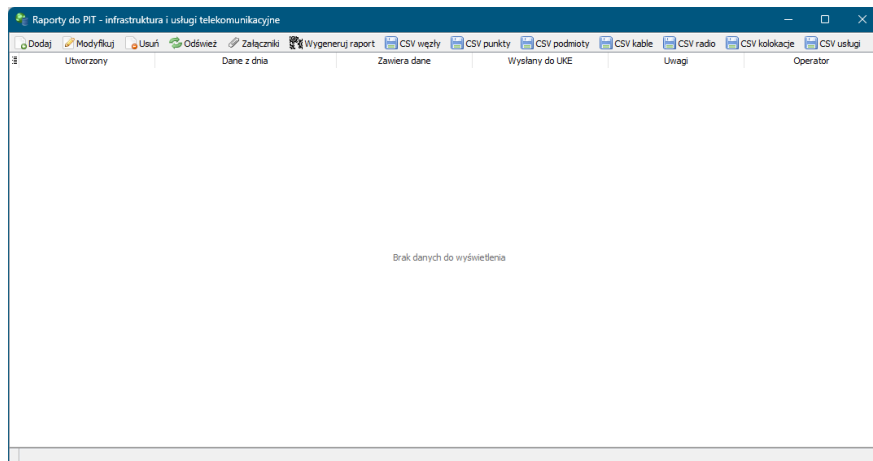 Raporty do PIT - infrastruktura i usługi telekomunikacyjne
Dodaj Modyfikuj Usuń Odśwież Załączniki Wygeneruj raport CSV węzły CSV punkty CSV podmioty CSV kable CSV radio CSV kolokacje CSV usługi
Utworzony Dane z dnia Zawiera dane Wysłany do UKE Uwagi Operator
Brak danych do wyświetlenia